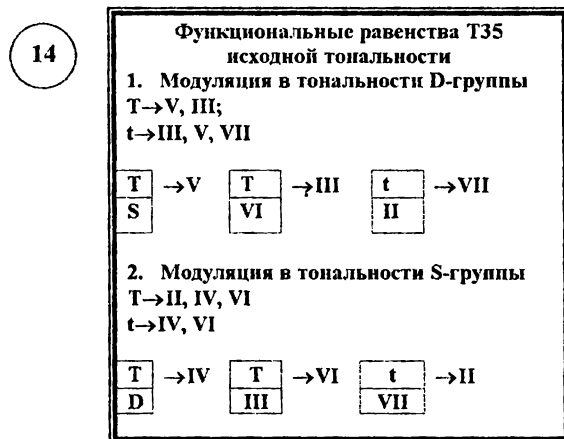 14
Функциональные равенства T35
исходной тональности
1. Модуляция в тональности D-группы
T→V, III;
t→III, V, VII
T →V T →III t →VII
S VI II
2. Модуляция в тональности S-группы
T→II, IV, VI
t→IV, VI
T →IV T →VI t →II
D III VII